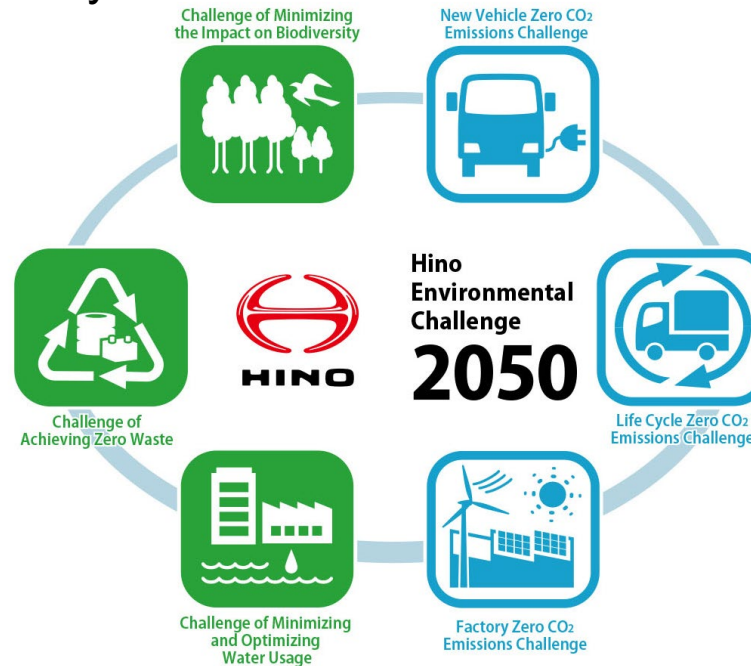 Challenge of Minimizing
the Impact on Biodiversity
New Vehicle Zero CO₂
Emissions Challenge
Hino
Environmental
Challenge
2050
HINO
Challenge of
Achieving Zero Waste
Life Cycle Zero CO₂
Emissions Challenge
Challenge of Minimizing
and Optimizing
Water Usage
Factory Zero CO₂
Emissions Challenge